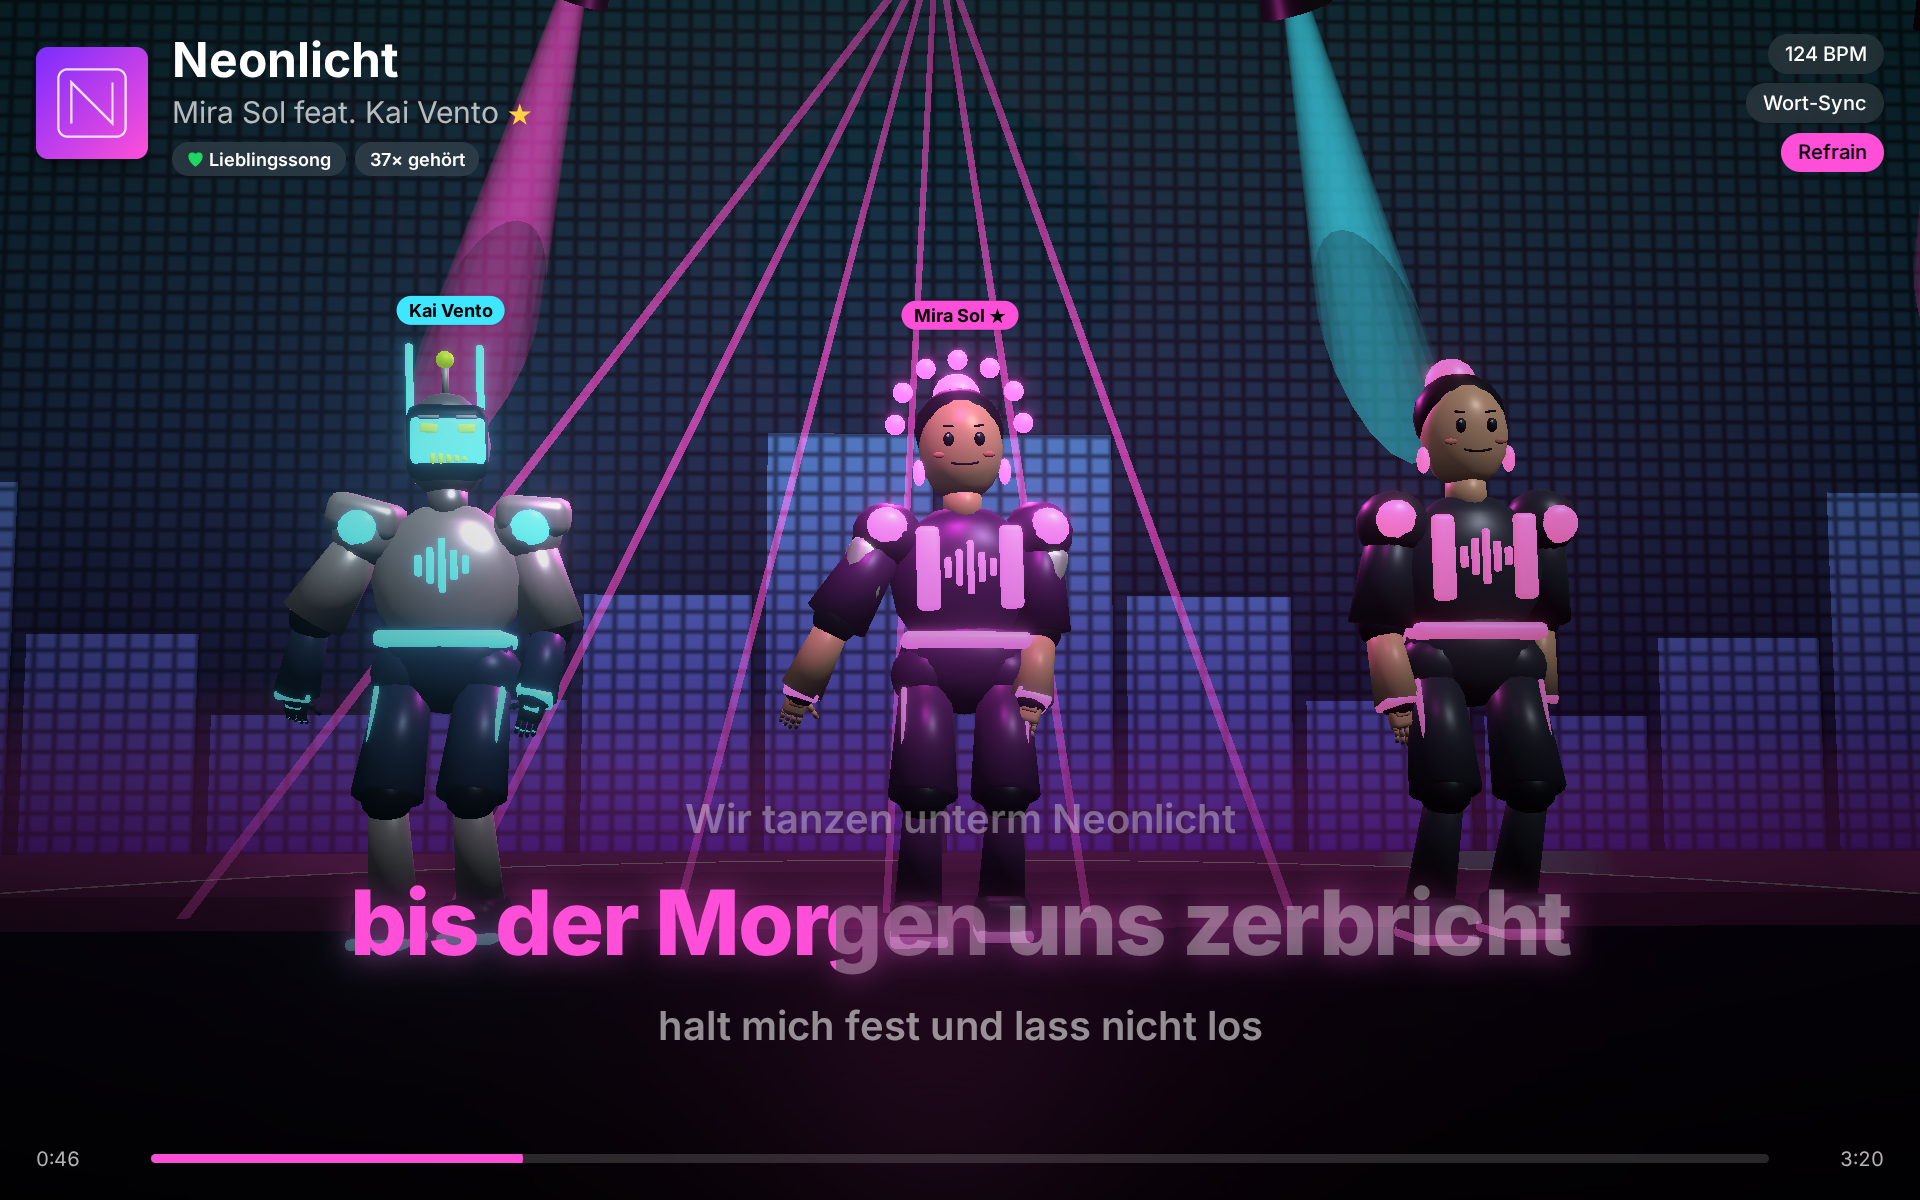 N
Neonlicht
Mira Sol feat. Kai Vento ★
Lieblingssong
37× gehört
124 BPM
Wort-Sync
Refrain
Kai Vento
Mira Sol ★
Wir tanzen unterm Neonlicht
bis der Morgen uns zerbricht
halt mich fest und lass nicht los
0:46
3:20